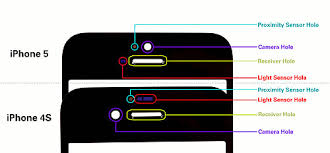 Proximity Sensor Hole
iPhone 5
Camera Hole
Receiver Hole
Light Sensor Hole
Proximity Sensor Hole
Light Sensor Hole
iPhone 4S
Receiver Hole
Camera Hole